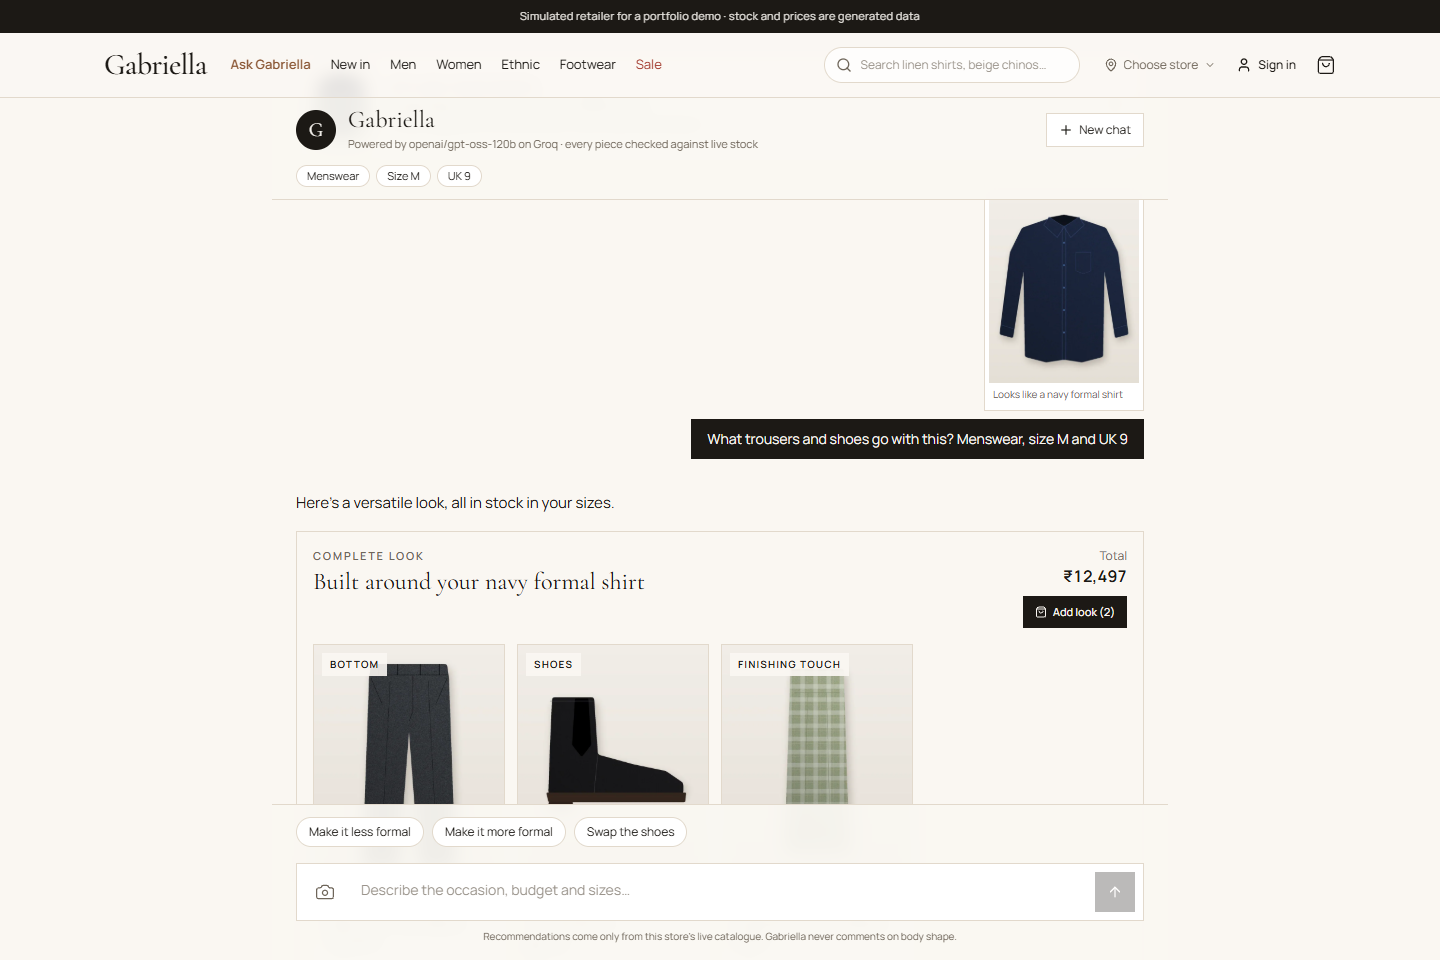 Simulated retailer for a portfolio demo · stock and prices are generated data
Gabriella
Ask Gabriella
New in
Men
Women
Ethnic
Footwear
Sale
Search linen shirts, beige chinos...
Choose store
Sign in
G
Gabriella
Powered by openai/gpt-oss-120b on Groq · every piece checked against live stock
New chat
Menswear
Size M
UK 9
Looks like a navy formal shirt
What trousers and shoes go with this? Menswear, size M and UK 9
Here's a versatile look, all in stock in your sizes.
COMPLETE LOOK
Built around your navy formal shirt
Total
₹12,497
Add look (2)
BOTTOM
SHOES
FINISHING TOUCH
Make it less formal
Make it more formal
Swap the shoes
Describe the occasion, budget and sizes...
Recommendations come only from this store's live catalogue. Gabriella never comments on body shape.